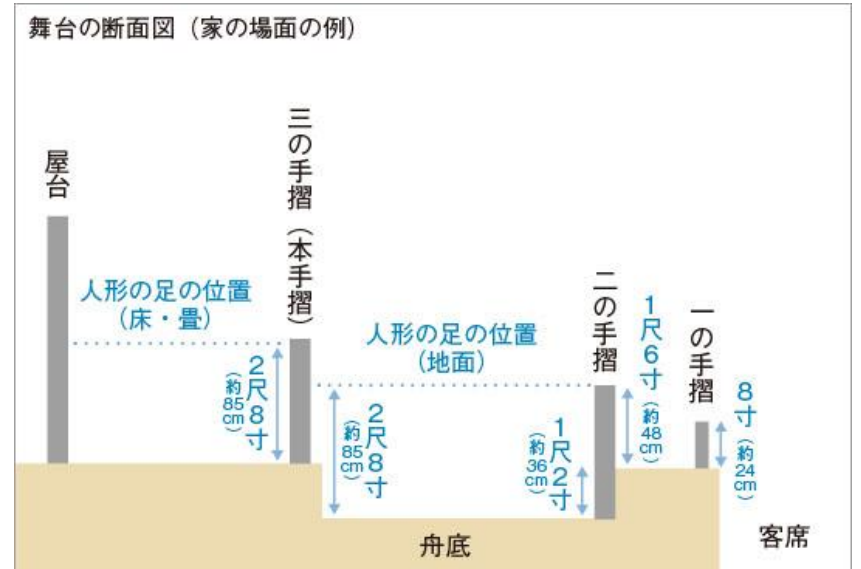 舞台の断面図（家の場面の例）
屋台
人形の足の位置
（床・畳）
三の手摺（本手摺）
2尺8寸
（約85cm）
人形の足の位置
（地面）
2尺8寸
（約85cm）
二の手摺
1尺2寸
（約36cm）
1尺6寸（約48cm）
一の手摺
8寸（約24cm）
舟底
客席